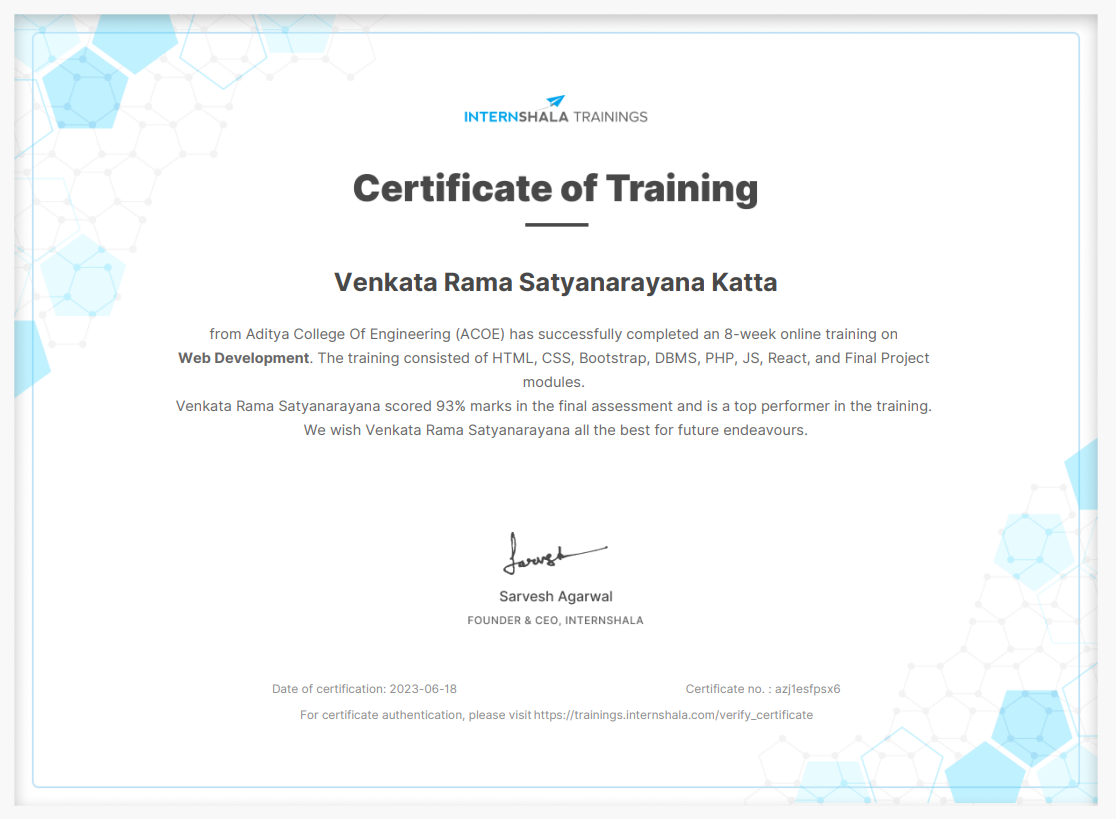 INTERNSHALA TRAININGS
Certificate of Training
Venkata Rama Satyanarayana Katta
from Aditya College Of Engineering (ACOE) has successfully completed an 8-week online training on
Web Development. The training consisted of HTML, CSS, Bootstrap, DBMS, PHP, JS, React, and Final Project
modules.
Venkata Rama Satyanarayana scored 93% marks in the final assessment and is a top performer in the training.
We wish Venkata Rama Satyanarayana all the best for future endeavours.
Sarvesh
Sarvesh Agarwal
FOUNDER & CEO, INTERNSHALA
Date of certification: 2023-06-18 Certificate no. : azj1esfpsx6
For certificate authentication, please visit https://trainings.internshala.com/verify_certificate